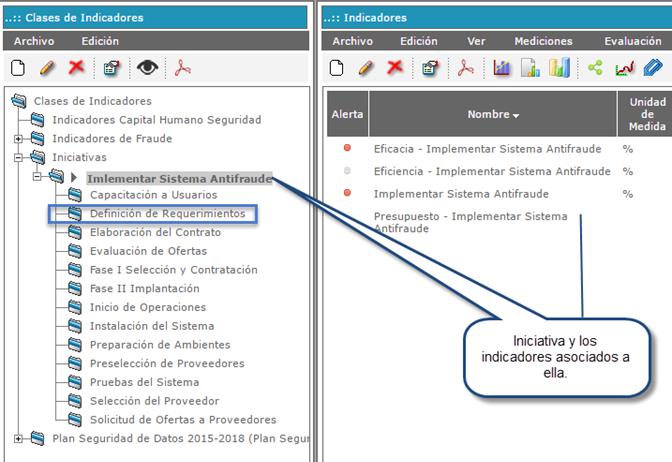 ..:: Clases de Indicadores
Archivo Edición
Clases de Indicadores
Indicadores Capital Humano Seguridad
Indicadores de Fraude
Iniciativas
Imlementar Sistema Antifraude
Capacitación a Usuarios
Definición de Requerimientos
Elaboración del Contrato
Evaluación de Ofertas
Fase I Selección y Contratación
Fase II Implantación
Inicio de Operaciones
Instalación del Sistema
Preparación de Ambientes
Preselección de Proveedores
Pruebas del Sistema
Selección del Proveedor
Solicitud de Ofertas a Proveedores
Plan Seguridad de Datos 2015-2018 (Plan Segur
..:: Indicadores
Archivo Edición Ver Mediciones Evaluación
Alerta Nombre Unidad de Medida
Eficacia - Implementar Sistema Antifraude %
Eficiencia - Implementar Sistema Antifraude %
Implementar Sistema Antifraude %
Presupuesto - Implementar Sistema
Antifraude
Iniciativa y los
indicadores asociados a
ella.